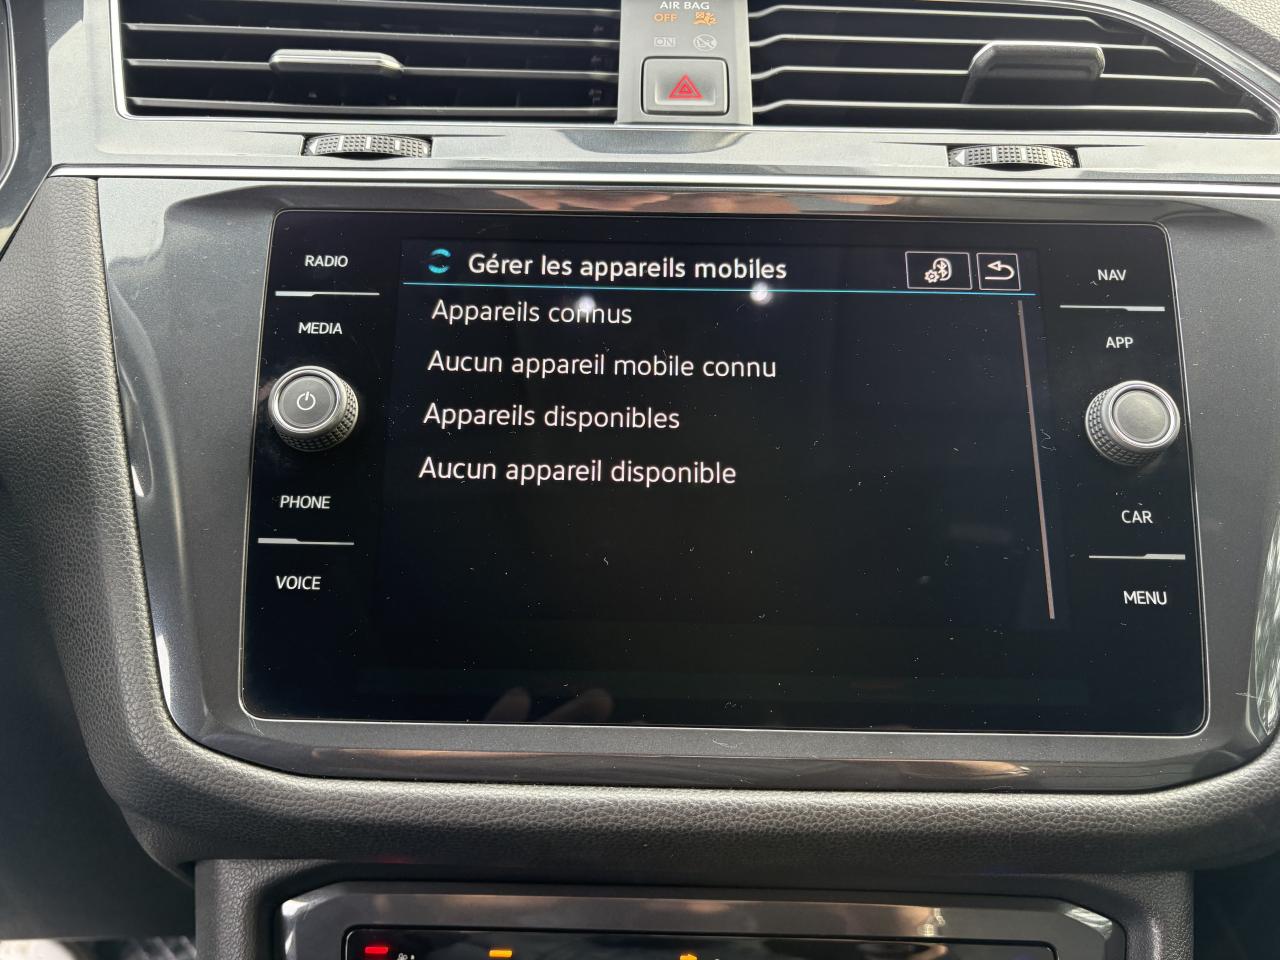 AIR BAG
OFF
ON
RADIO
MEDIA
PHONE
VOICE
Gérer les appareils mobiles
Appareils connus
Aucun appareil mobile connu
Appareils disponibles
Aucun appareil disponible
NAV
APP
CAR
MENU